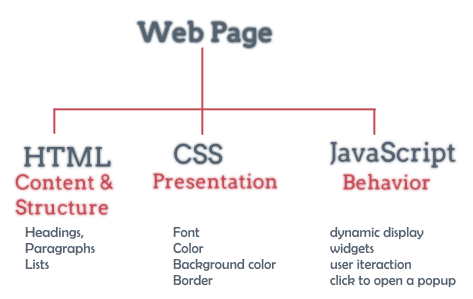 Web Page
HTML
Content &
Structure
Headings,
Paragraphs
Lists
CSS
Presentation
Font
Color
Background color
Border
JavaScript
Behavior
dynamic display
widgets
user iteraction
click to open a popup